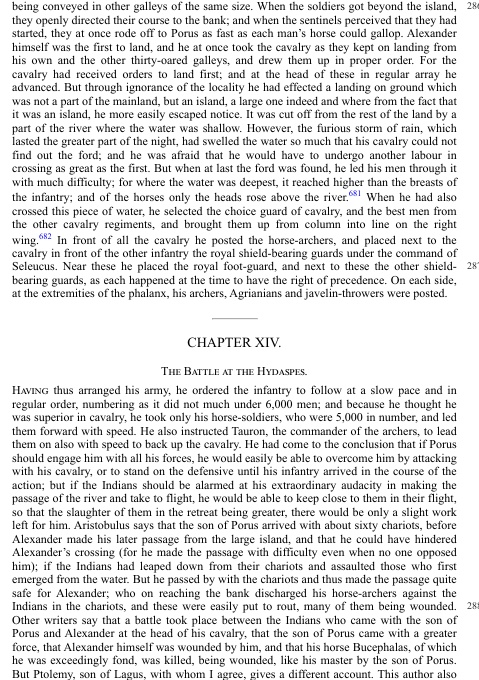 being conveyed in other galleys of the same size. When the soldiers got beyond the island, 286
they openly directed their course to the bank; and when the sentinels perceived that they had
started, they at once rode off to Porus as fast as each man's horse could gallop. Alexander
himself was the first to land, and he at once took the cavalry as they kept on landing from
his own and the other thirty-oared galleys, and drew them up in proper order. For the
cavalry had received orders to land first; and at the head of these in regular array he
advanced. But through ignorance of the locality he had effected a landing on ground which
was not a part of the mainland, but an island, a large one indeed and where from the fact that
it was an island, he more easily escaped notice. It was cut off from the rest of the land by a
part of the river where the water was shallow. However, the furious storm of rain, which
lasted the greater part of the night, had swelled the water so much that his cavalry could not
find out the ford; and he was afraid that he would have to undergo another labour in
crossing as great as the first. But when at last the ford was found, he led his men through it
with much difficulty; for where the water was deepest, it reached higher than the breasts of
the infantry; and of the horses only the heads rose above the river.681 When he had also
crossed this piece of water, he selected the choice guard of cavalry, and the best men from
the other cavalry regiments, and brought them up from column into line on the right
wing.682 In front of all the cavalry he posted the horse-archers, and placed next to the
cavalry in front of the other infantry the royal shield-bearing guards under the command of
Seleucus. Near these he placed the royal foot-guard, and next to these the other shield- 287
bearing guards, as each happened at the time to have the right of precedence. On each side,
at the extremities of the phalanx, his archers, Agrianians and javelin-throwers were posted.
CHAPTER XIV.
The Battle at the Hydaspes.
Having thus arranged his army, he ordered the infantry to follow at a slow pace and in
regular order, numbering as it did not much under 6,000 men; and because he thought he
was superior in cavalry, he took only his horse-soldiers, who were 5,000 in number, and led
them forward with speed. He also instructed Tauron, the commander of the archers, to lead
them on also with speed to back up the cavalry. He had come to the conclusion that if Porus
should engage him with all his forces, he would easily be able to overcome him by attacking
with his cavalry, or to stand on the defensive until his infantry arrived in the course of the
action; but if the Indians should be alarmed at his extraordinary audacity in making the
passage of the river and take to flight, he would be able to keep close to them in their flight,
so that the slaughter of them in the retreat being greater, there would be only a slight work
left for him. Aristobulus says that the son of Porus arrived with about sixty chariots, before
Alexander made his later passage from the large island, and that he could have hindered
Alexander's crossing (for he made the passage with difficulty even when no one opposed
him); if the Indians had leaped down from their chariots and assaulted those who first
emerged from the water. But he passed by with the chariots and thus made the passage quite
safe for Alexander; who on reaching the bank discharged his horse-archers against the
Indians in the chariots, and these were easily put to rout, many of them being wounded. 288
Other writers say that a battle took place between the Indians who came with the son of
Porus and Alexander at the head of his cavalry, that the son of Porus came with a greater
force, that Alexander himself was wounded by him, and that his horse Bucephalas, of which
he was exceedingly fond, was killed, being wounded, like his master by the son of Porus.
But Ptolemy, son of Lagus, with whom I agree, gives a different account. This author also